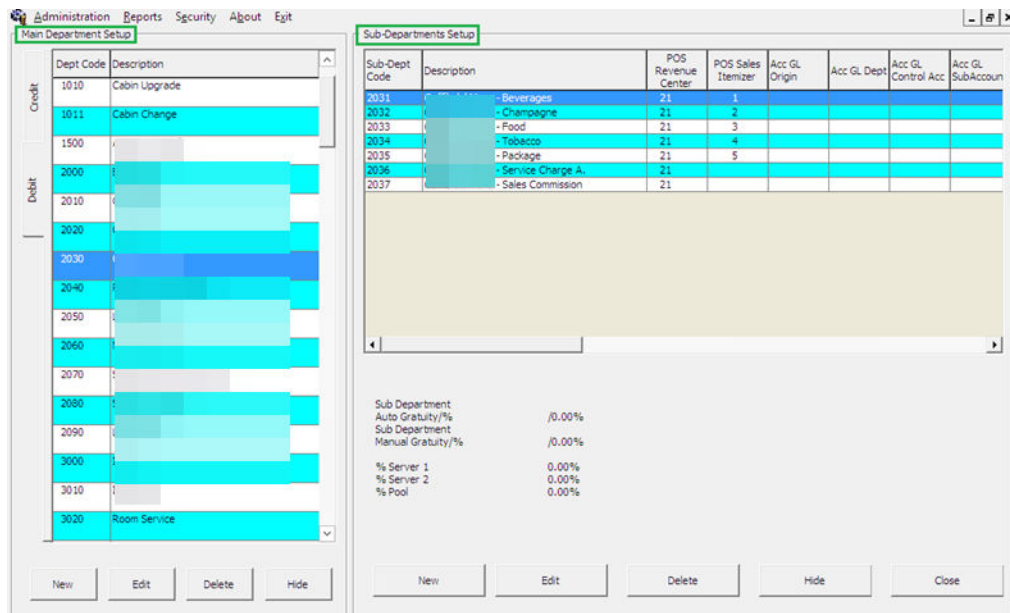 Administration Reports Security About Exit
Main Department Setup
Credit
Debit
Dept Code Description
1010 Cabin Upgrade
1011 Cabin Change
1500
2000
2010
2020
2030
2040
2050
2060
2070
2080
2090
3000
3010
3020 Room Service
New Edit Delete Hide
Sub-Departments Setup
Sub-Dept Code Description POS Revenue Center POS Sales Itemizer Acc GL Origin Acc GL Dept Acc GL Control Acc Acc GL SubAccoun
2031 - Beverages 21 1
2032 - Champagne 21 2
2033 - Food 21 3
2034 - Tobacco 21 4
2035 - Package 21 5
2036 - Service Charge A. 21
2037 - Sales Commission 21
Sub Department
Auto Gratuity/% /0.00%
Sub Department
Manual Gratuity/% /0.00%
% Server 1 0.00%
% Server 2 0.00%
% Pool 0.00%
New Edit Delete Hide Close